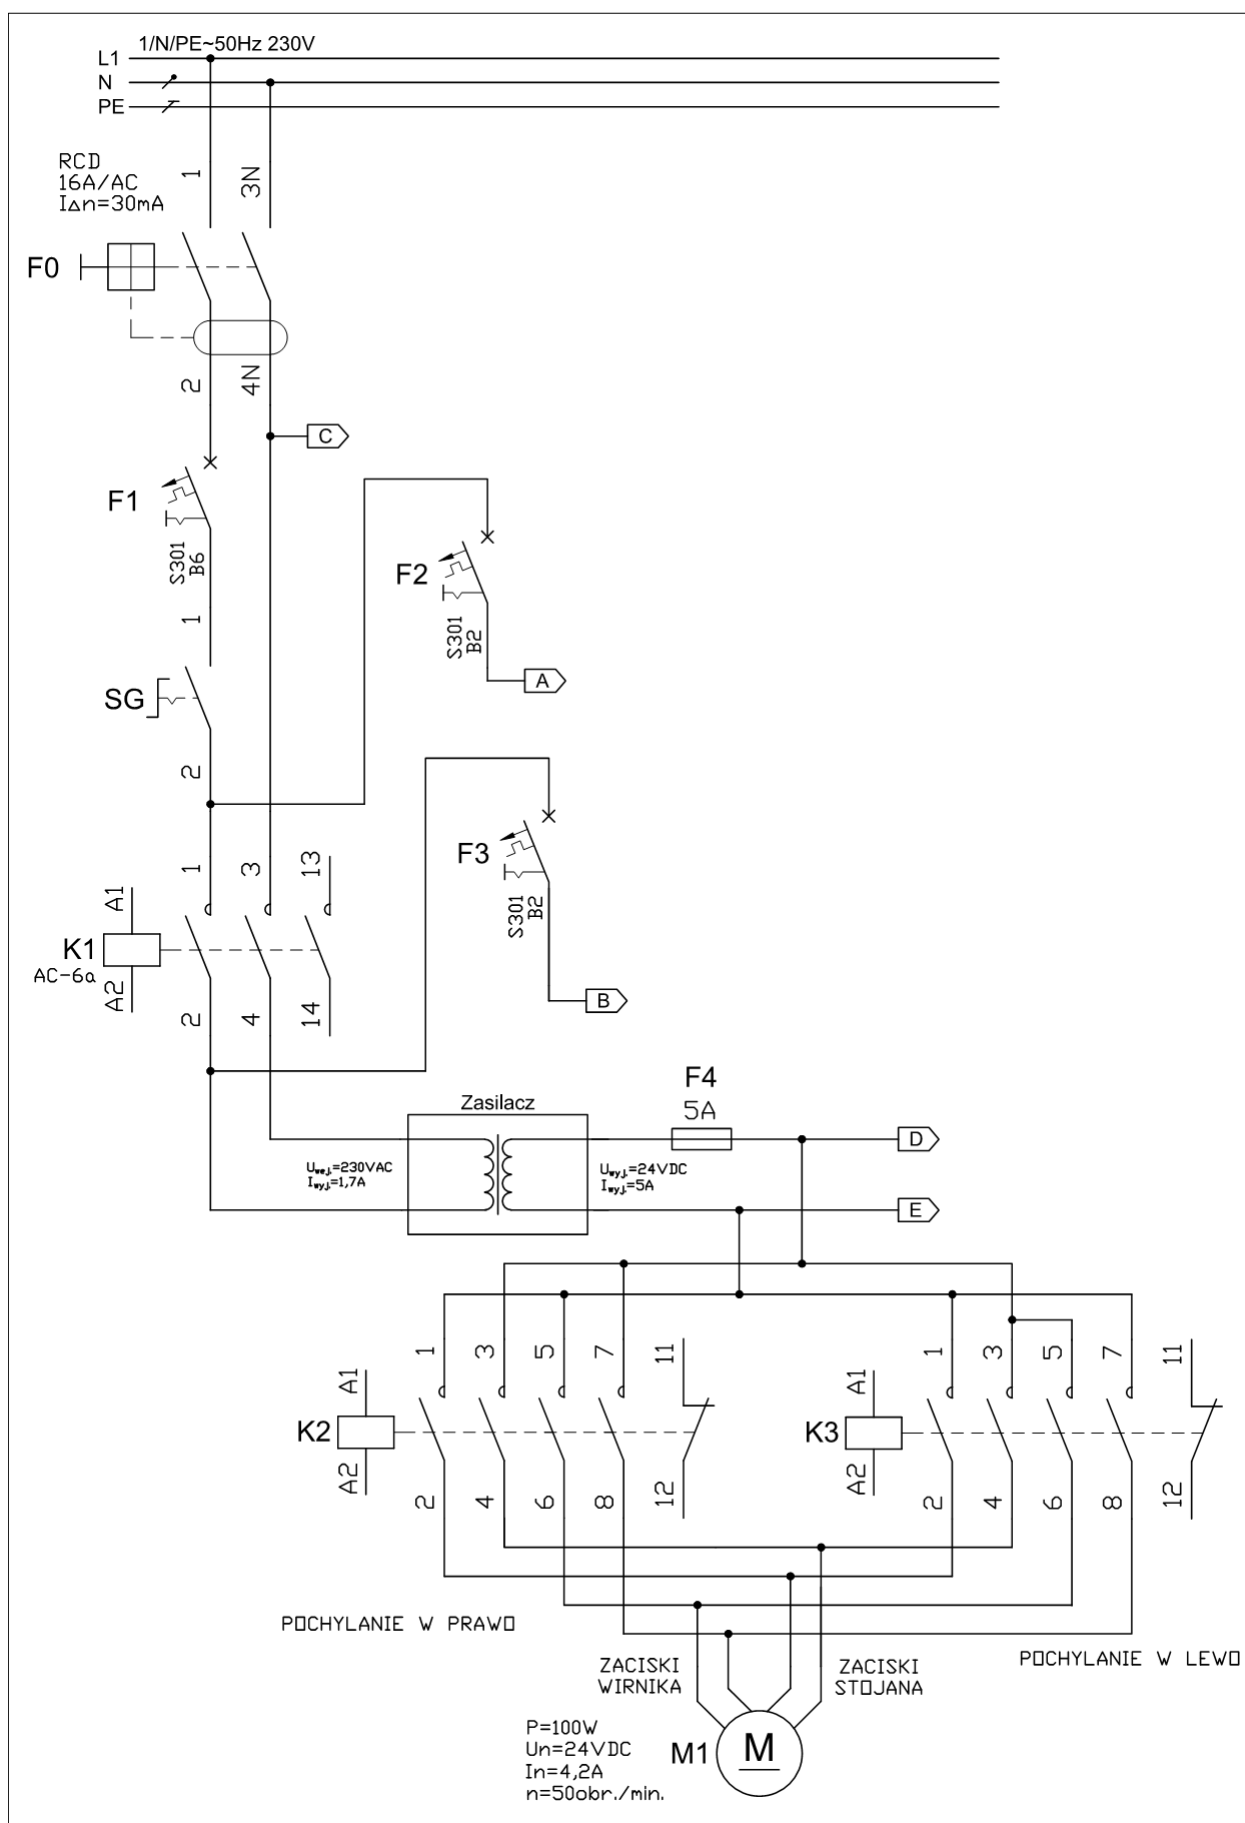 1/N/PE~50Hz 230V
L1
N
PE
RCD
16A/AC
IΔn=30mA
1
3N
F0
2
4N
C
F1
S301
B6
F2
S301
B2
A
1
SG
2
F3
S301
B2
B
1
3
13
A1
K1
AC-6a
A2
2
4
14
F4
5A
Zasilacz
D
Uwej.=230VAC
Iwyj.=1,7A
Uwyj.=24VDC
Iwyj.=5A
E
1
3
5
7
11
1
3
5
7
11
A1
K2
A2
A1
K3
A2
2
4
6
8
12
2
4
6
8
12
POCHYLANIE W PRAWO
POCHYLANIE W LEWO
ZACISKI
WIRNIKA
ZACISKI
STOJANA
P=100W
Un=24VDC
In=4,2A
n=50obr./min.
M1
M